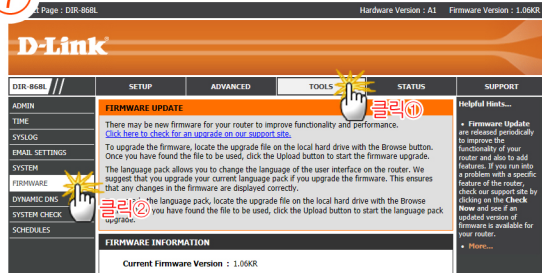 Page : DIR-868L
Hardware Version : A1 Firmware Version : 1.06KR
D-Link
DIR-868L
SETUP
ADVANCED
TOOLS
STATUS
SUPPORT
클릭①
ADMIN
TIME
SYSLOG
EMAIL SETTINGS
SYSTEM
FIRMWARE
DYNAMIC DNS
SYSTEM CHECK
SCHEDULES
클릭②
FIRMWARE UPDATE
There may be new firmware for your router to improve functionality and performance.
Click here to check for an upgrade on our support site.
To upgrade the firmware, locate the upgrade file on the local hard drive with the Browse button.
Once you have found the file to be used, click the Upload button to start the firmware upgrade.
The language pack allows you to change the language of the user interface on the router. We
suggest that you upgrade your current language pack if you upgrade the firmware. This ensures
that any changes in the firmware are displayed correctly.
the language pack, locate the upgrade file on the local hard drive with the Browse
you have found the file to be used, click the Upload button to start the language pack
upgrade.
FIRMWARE INFORMATION
Current Firmware Version : 1.06KR
Helpful Hints...
• Firmware Update
are released periodically
to improve the
functionality of your
router and also to add
features. If you run into
a problem with a specific
feature of the router,
check our support site by
clicking on the Check
Now and see if an
updated version of
firmware is available for
your router.
• More...